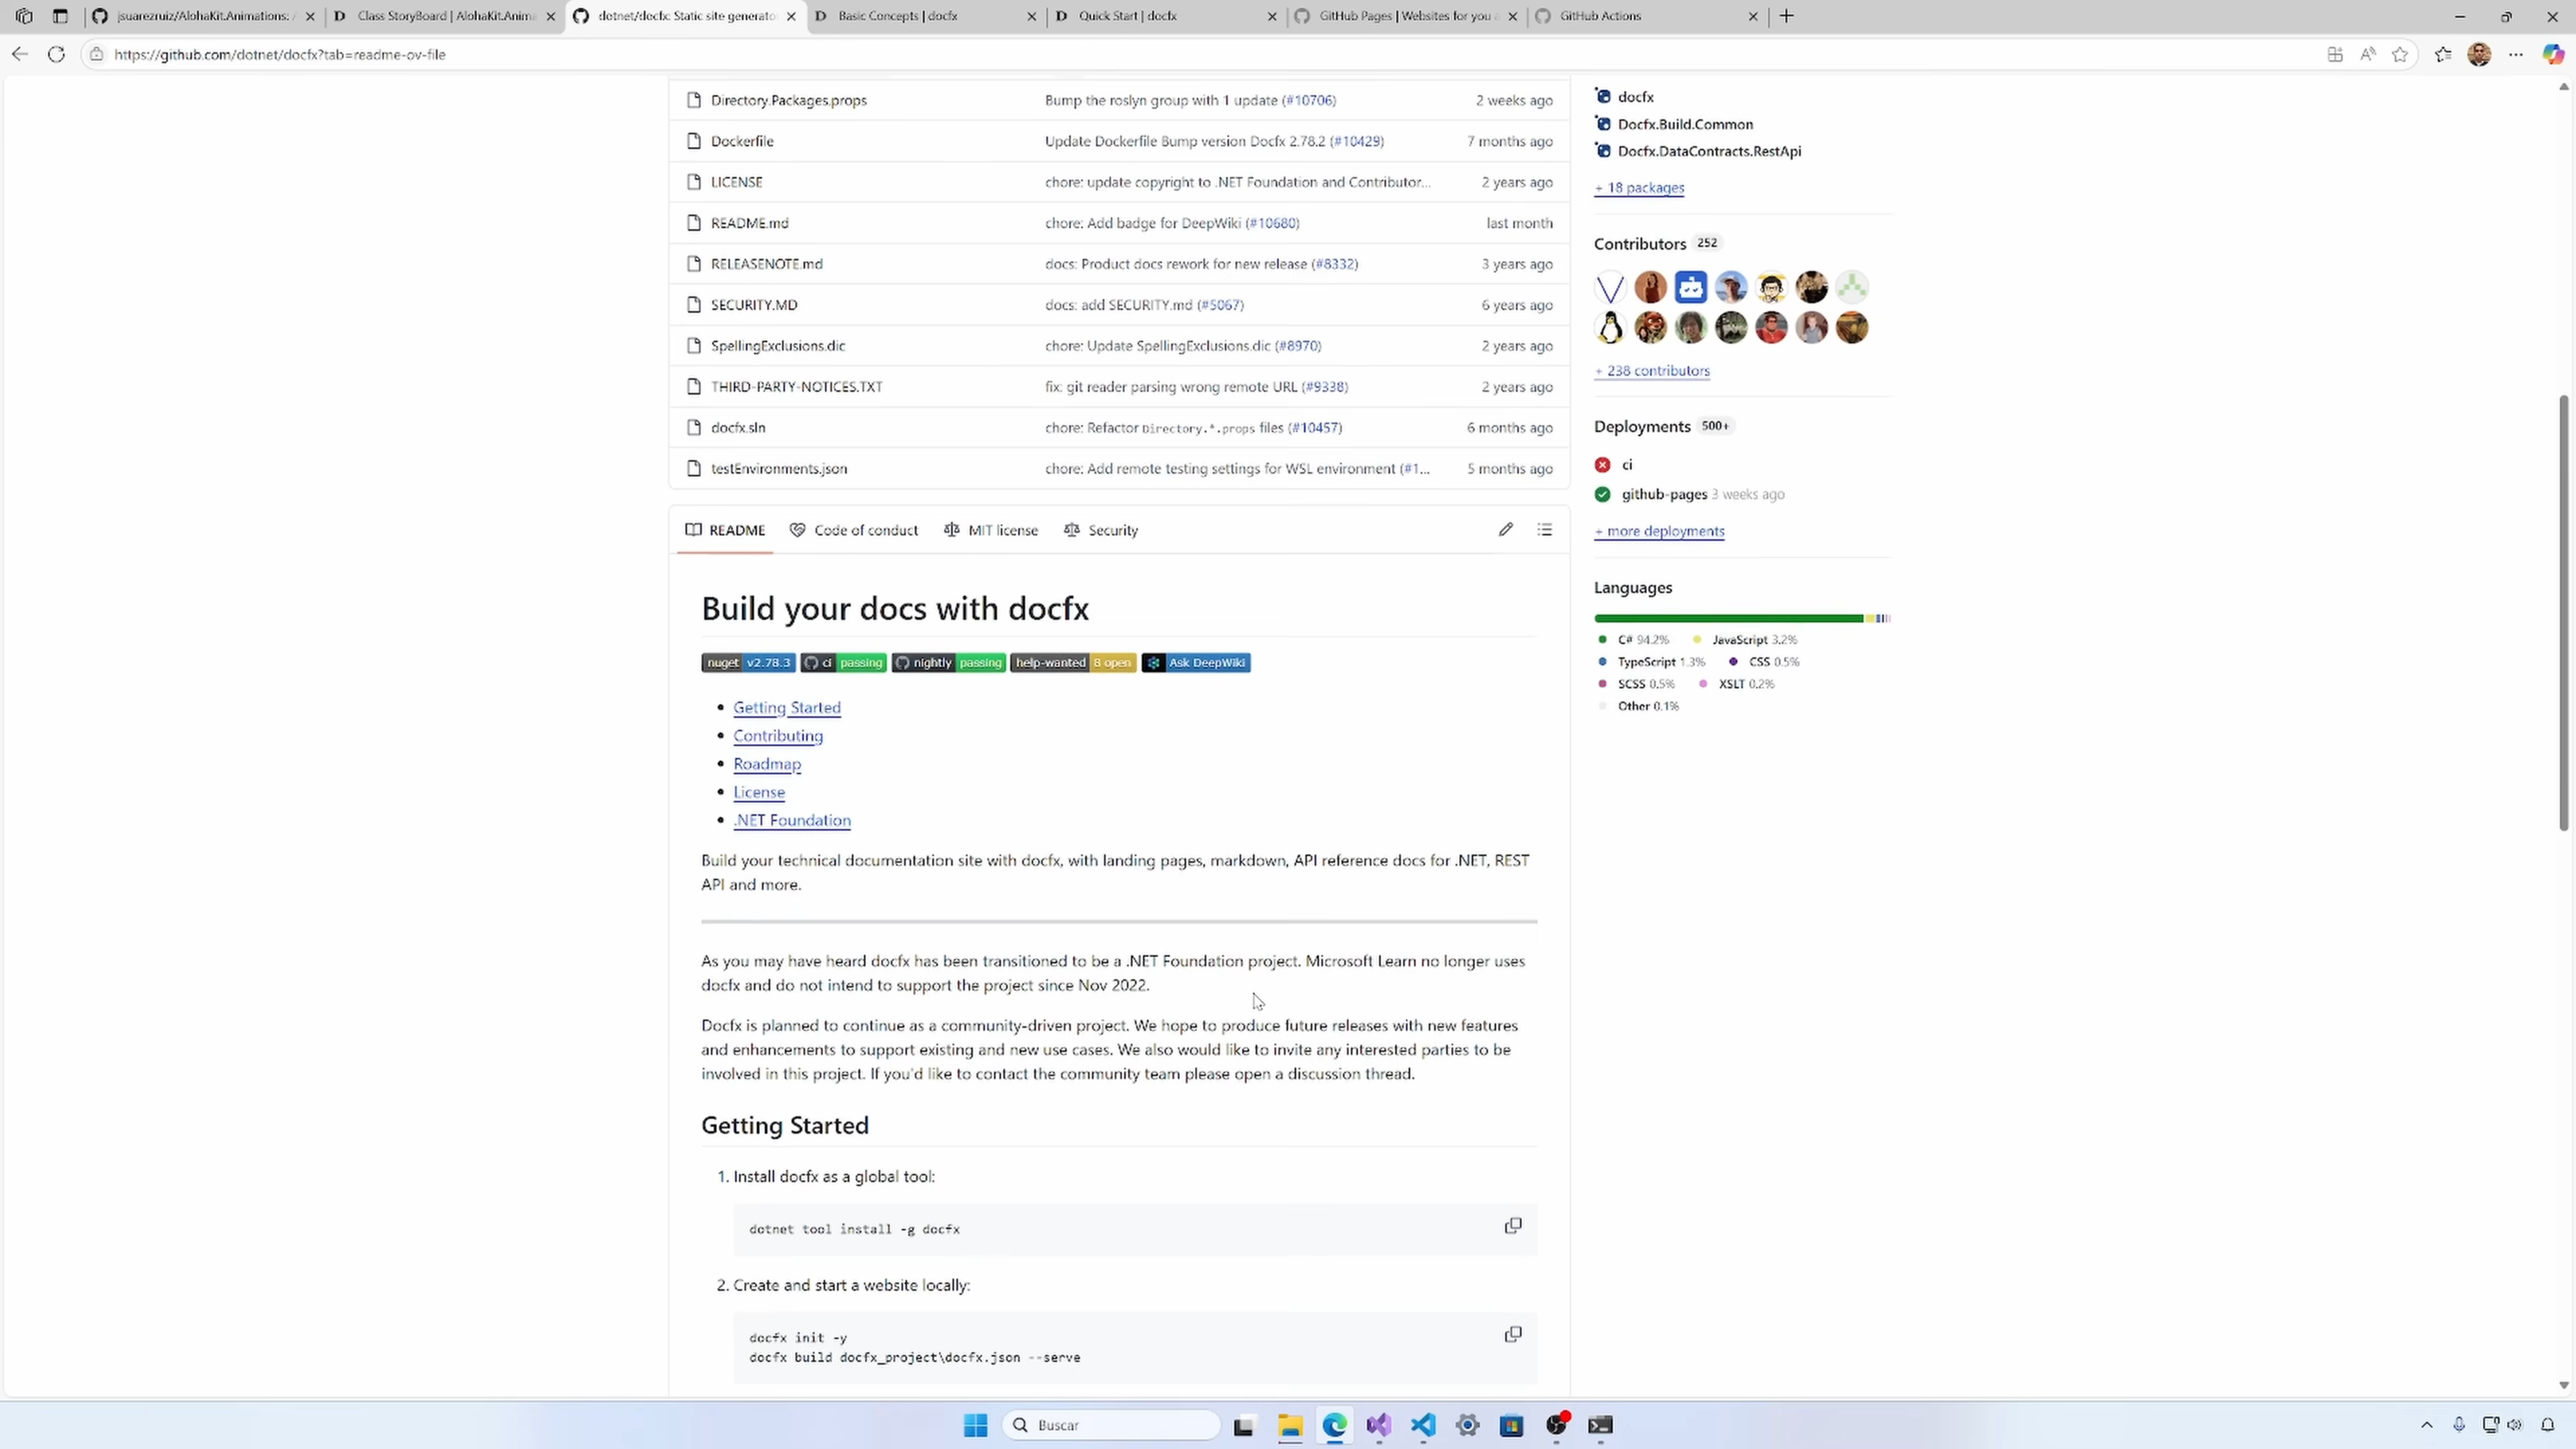 jsuarezruiz/AlohaKit.Animations: 
Class StoryBoard | AlohaKit.Anima
dotnet/docfx: Static site generato
Basic Concepts | docfx
Quick Start | docfx
GitHub Pages | Websites for you a
GitHub Actions
https://github.com/dotnet/docfx?tab=readme-ov-file
Directory.Packages.props
Bump the roslyn group with 1 update (#10706)
2 weeks ago
Dockerfile
Update Dockerfile Bump version Docfx 2.78.2 (#10429)
7 months ago
LICENSE
chore: update copyright to .NET Foundation and Contributor...
2 years ago
README.md
chore: Add badge for DeepWiki (#10680)
last month
RELEASENOTE.md
docs: Product docs rework for new release (#8332)
3 years ago
SECURITY.MD
docs: add SECURITY.md (#5067)
6 years ago
SpellingExclusions.dic
chore: Update SpellingExclusions.dic (#8970)
2 years ago
THIRD-PARTY-NOTICES.TXT
fix: git reader parsing wrong remote URL (#9338)
2 years ago
docfx.sln
chore: Refactor Directory.*.props files (#10457)
6 months ago
testEnvironments.json
chore: Add remote testing settings for WSL environment (#1...
5 months ago
docfx
Docfx.Build.Common
Docfx.DataContracts.RestApi
+ 18 packages
Contributors 252
+ 238 contributors
Deployments 500+
ci
github-pages 3 weeks ago
+ more deployments
Languages
C# 94.2% JavaScript 3.2%
TypeScript 1.3% CSS 0.5%
SCSS 0.5% XSLT 0.2%
Other 0.1%
README
Code of conduct
MIT license
Security
Build your docs with docfx
nuget v2.78.3 ci passing nightly passing help-wanted 8 open Ask DeepWiki
Getting Started
Contributing
Roadmap
License
.NET Foundation
Build your technical documentation site with docfx, with landing pages, markdown, API reference docs for .NET, REST
API and more.
As you may have heard docfx has been transitioned to be a .NET Foundation project. Microsoft Learn no longer uses
docfx and do not intend to support the project since Nov 2022.
Docfx is planned to continue as a community-driven project. We hope to produce future releases with new features
and enhancements to support existing and new use cases. We also would like to invite any interested parties to be
involved in this project. If you'd like to contact the community team please open a discussion thread.
Getting Started
1. Install docfx as a global tool:
dotnet tool install -g docfx
2. Create and start a website locally:
docfx init -y
docfx build docfx_project\docfx.json --serve
Buscar